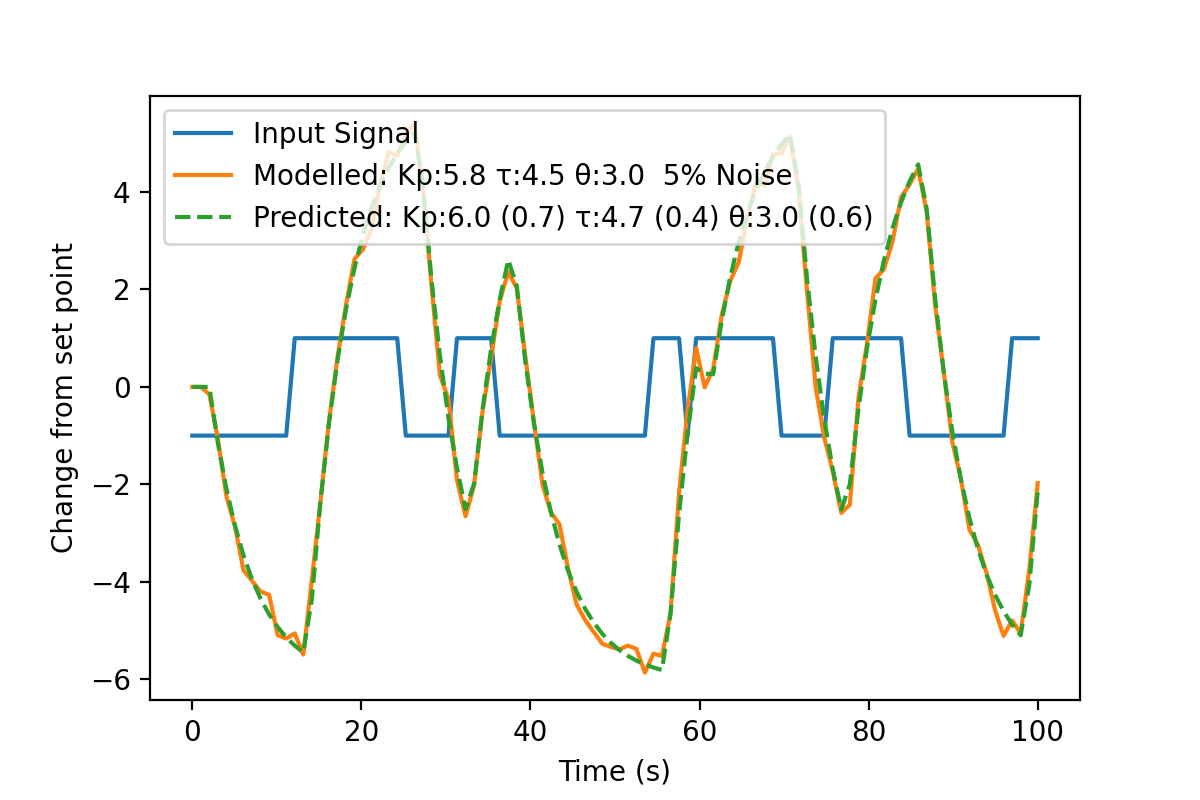 Input Signal
Modelled: Kp:5.8 τ:4.5 θ:3.0  5% Noise
Predicted: Kp:6.0 (0.7) τ:4.7 (0.4) θ:3.0 (0.6)
Change from set point
4
2
0
−2
−4
−6
0 20 40 60 80 100
Time (s)